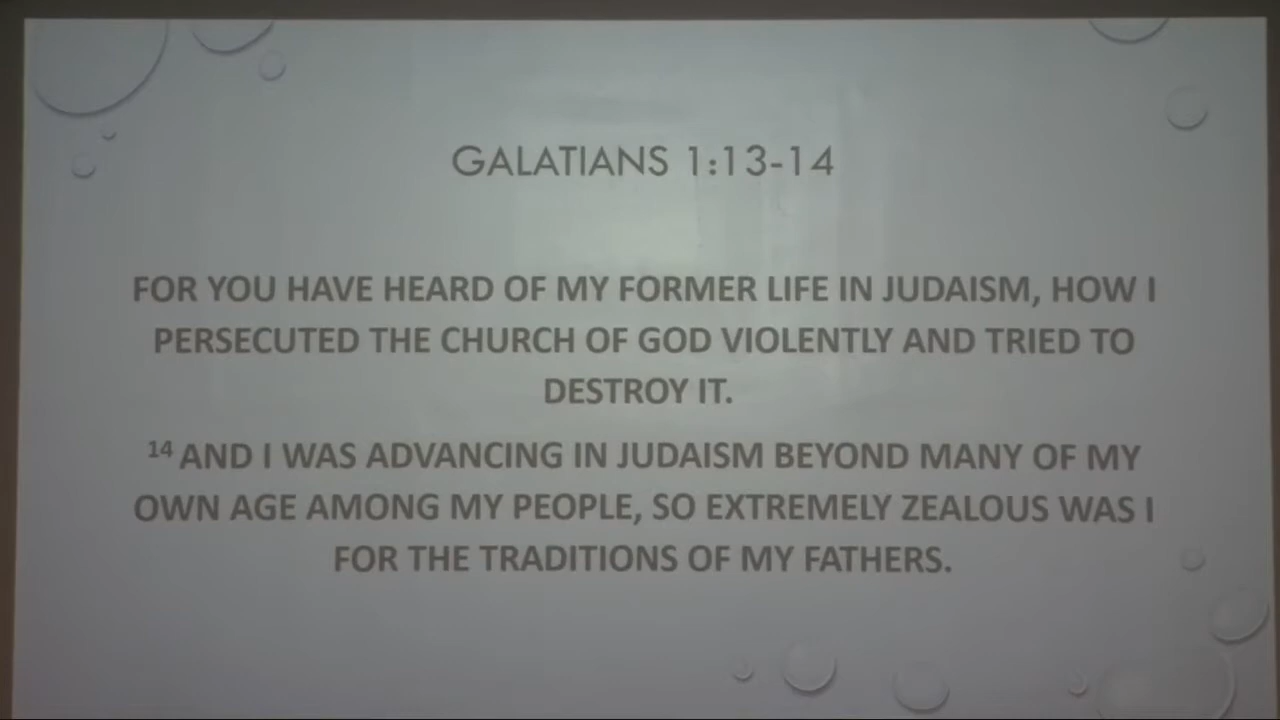 GALATIANS 1:13-14
FOR YOU HAVE HEARD OF MY FORMER LIFE IN JUDAISM, HOW I
PERSECUTED THE CHURCH OF GOD VIOLENTLY AND TRIED TO
DESTROY IT.
14 AND I WAS ADVANCING IN JUDAISM BEYOND MANY OF MY
OWN AGE AMONG MY PEOPLE, SO EXTREMELY ZEALOUS WAS I
FOR THE TRADITIONS OF MY FATHERS.